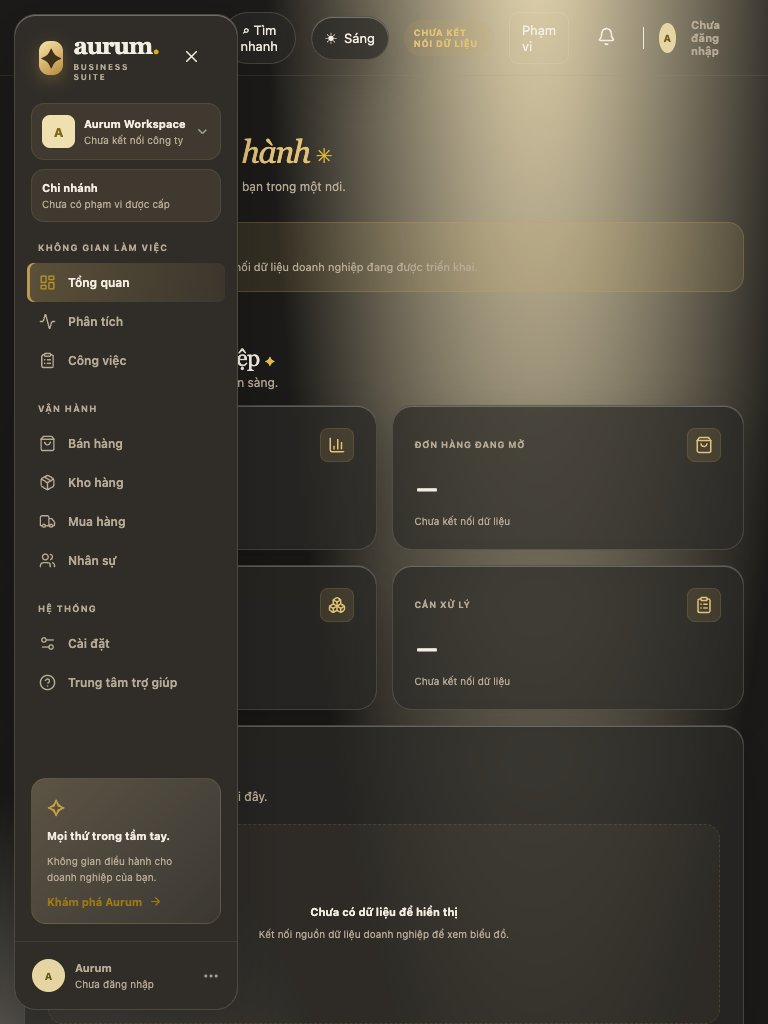 aurum.
BUSINESS
SUITE
A
Aurum Workspace
Chưa kết nối công ty
Chi nhánh
Chưa có phạm vi được cấp
KHÔNG GIAN LÀM VIỆC
Tổng quan
Phân tích
Công việc
VẬN HÀNH
Bán hàng
Kho hàng
Mua hàng
Nhân sự
HỆ THỐNG
Cài đặt
Trung tâm trợ giúp
Mọi thứ trong tầm tay.
Không gian điều hành cho
doanh nghiệp của bạn.
Khám phá Aurum →
A
Aurum
Chưa đăng nhập
Tìm
nhanh
Sáng
CHƯA KẾT
NỐI DỮ LIỆU
Phạm
vi
A
Chưa
đăng
nhập
hành
bạn trong một nơi.
nối dữ liệu doanh nghiệp đang được triển khai.
ệp
n sàng.
ĐƠN HÀNG ĐANG MỞ
—
Chưa kết nối dữ liệu
CẦN XỬ LÝ
—
Chưa kết nối dữ liệu
i đây.
Chưa có dữ liệu để hiển thị
Kết nối nguồn dữ liệu doanh nghiệp để xem biểu đồ.